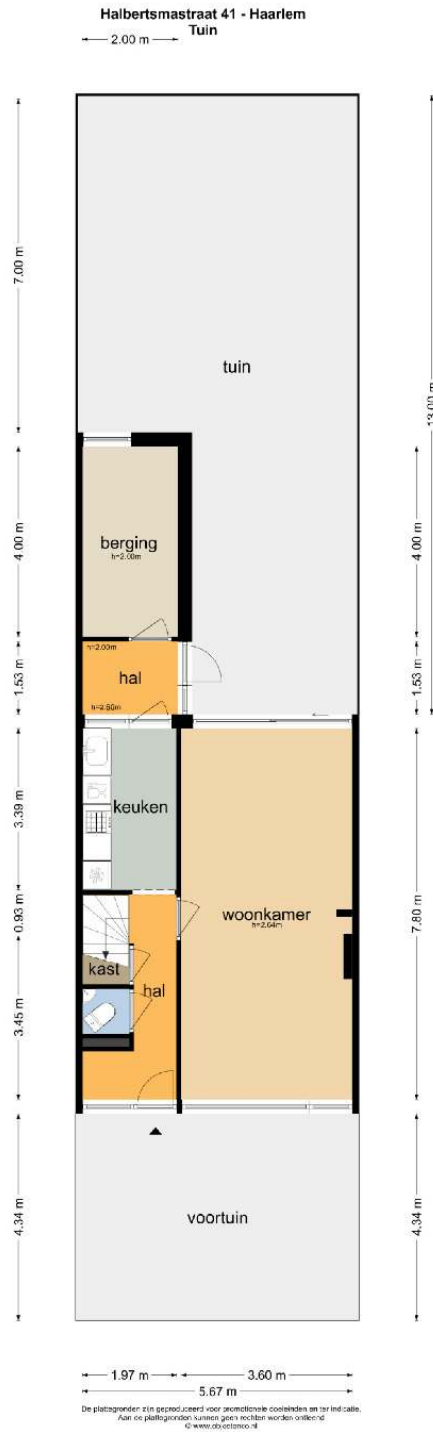 Halbertsmastraat 41 - Haarlem
Tuin
2.00 m
7.00 m
13.00 m
tuin
4.00 m
berging
h=2.00m
4.00 m
1.53 m
h=2.00m
hal
h=2.60m
1.53 m
3.39 m
keuken
0.93 m
woonkamer
h=2.64m
7.80 m
kast
hal
3.45 m
4.34 m
voortuin
4.34 m
1.97 m
3.60 m
5.67 m
De plattegronden zijn geproduceerd voor promotionele doeleinden en ter indicatie.
Aan de plattegronden kunnen geen rechten worden ontleend
© www.objectenco.nl